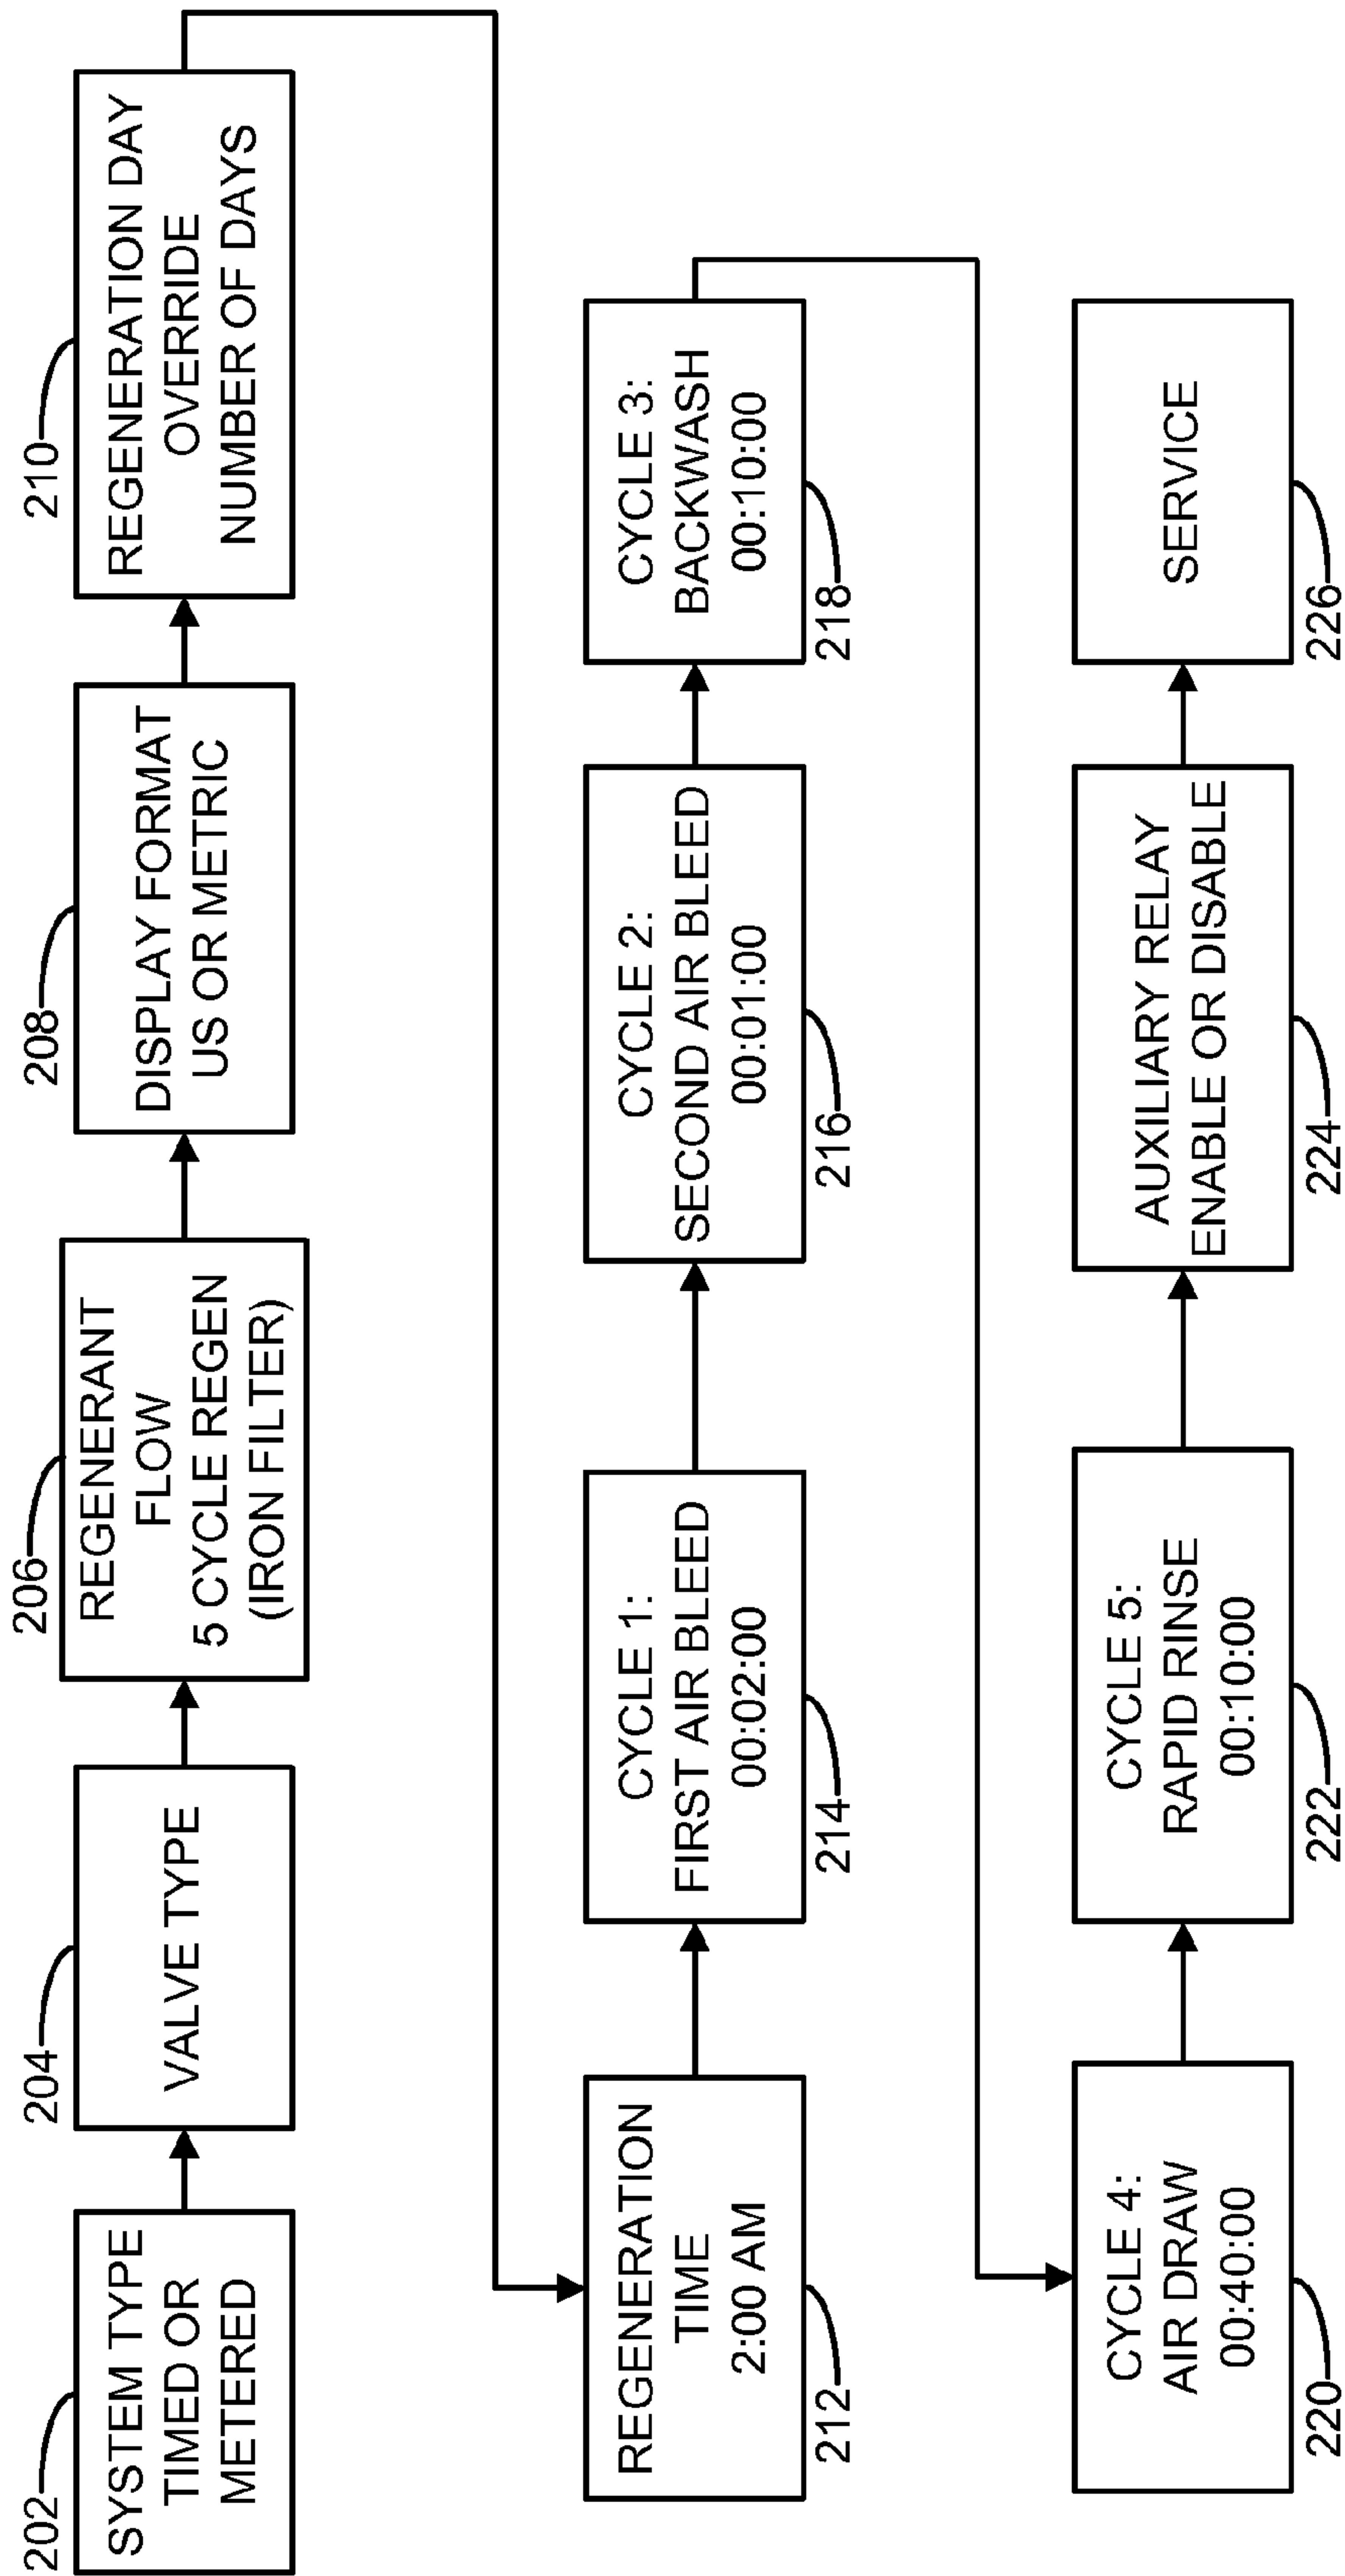 202
SYSTEM TYPE
TIMED OR
METERED
204
VALVE TYPE
206
REGENERANT
FLOW
5 CYCLE REGEN
(IRON FILTER)
208
DISPLAY FORMAT
US OR METRIC
210
REGENERATION DAY
OVERRIDE
NUMBER OF DAYS
REGENERATION
TIME
2:00 AM
212
CYCLE 1:
FIRST AIR BLEED
00:02:00
214
CYCLE 2:
SECOND AIR BLEED
00:01:00
216
CYCLE 3:
BACKWASH
00:10:00
218
CYCLE 4:
AIR DRAW
00:40:00
220
CYCLE 5:
RAPID RINSE
00:10:00
222
AUXILIARY RELAY
ENABLE OR DISABLE
224
SERVICE
226